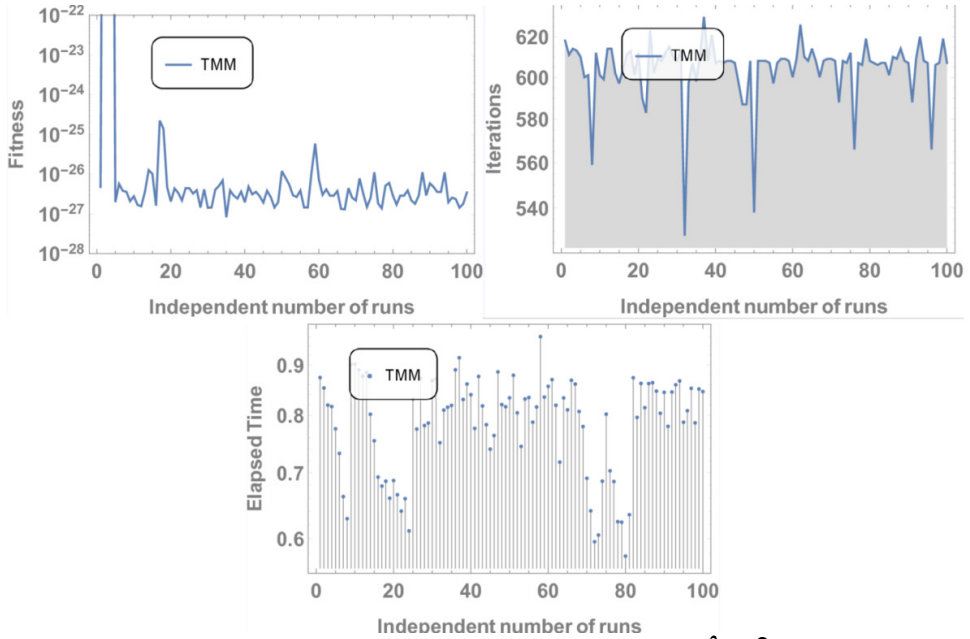 10^-22
10^-23
10^-24
10^-25
10^-26
10^-27
10^-28
Fitness
TMM
0 20 40 60 80 100
Independent number of runs
620
600
580
560
540
Iterations
TMM
0 20 40 60 80 100
Independent number of runs
0.9
0.8
0.7
0.6
Elapsed Time
TMM
0 20 40 60 80 100
Independent number of runs